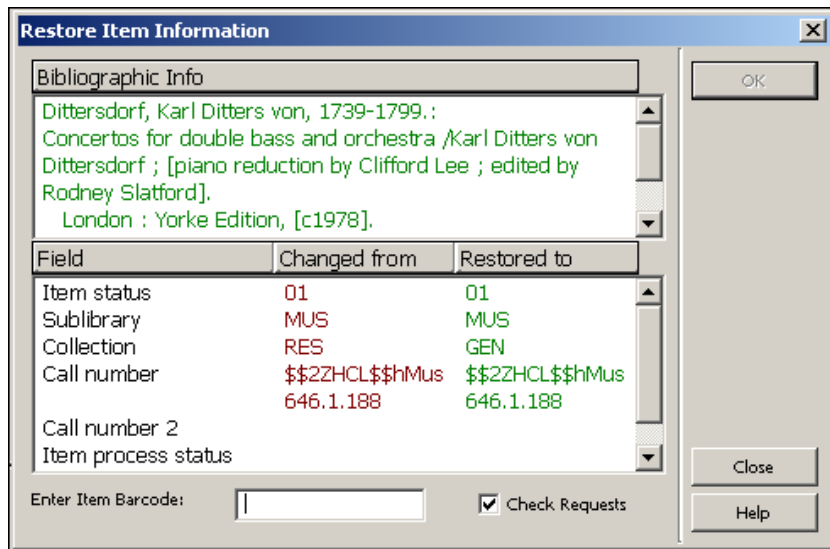 Restore Item Information
Bibliographic Info
OK
Dittersdorf, Karl Ditters von, 1739-1799.:
Concertos for double bass and orchestra /Karl Ditters von
Dittersdorf ; [piano reduction by Clifford Lee ; edited by
Rodney Slatford].
London : Yorke Edition, [c1978].
Field Changed from Restored to
Item status 01 01
Sublibrary MUS MUS
Collection RES GEN
Call number $$2ZHCL$$hMus $$2ZHCL$$hMus
646.1.188 646.1.188
Call number 2
Item process status
Close
Enter Item Barcode: Check Requests
Help